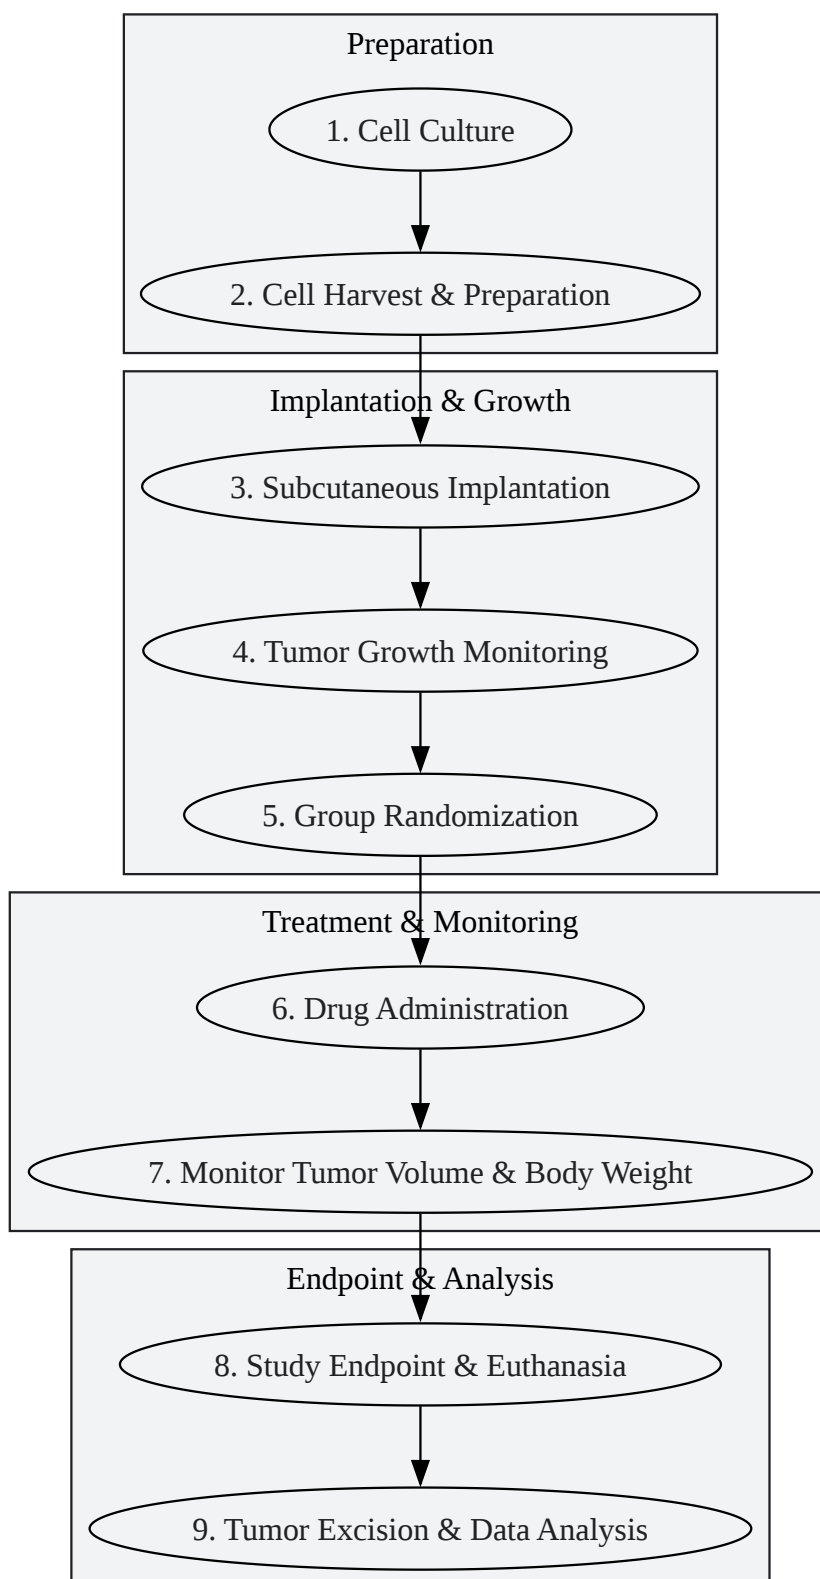 Preparation
1. Cell Culture
2. Cell Harvest & Preparation
Implantation & Growth
3. Subcutaneous Implantation
4. Tumor Growth Monitoring
5. Group Randomization
Treatment & Monitoring
6. Drug Administration
7. Monitor Tumor Volume & Body Weight
Endpoint & Analysis
8. Study Endpoint & Euthanasia
9. Tumor Excision & Data Analysis